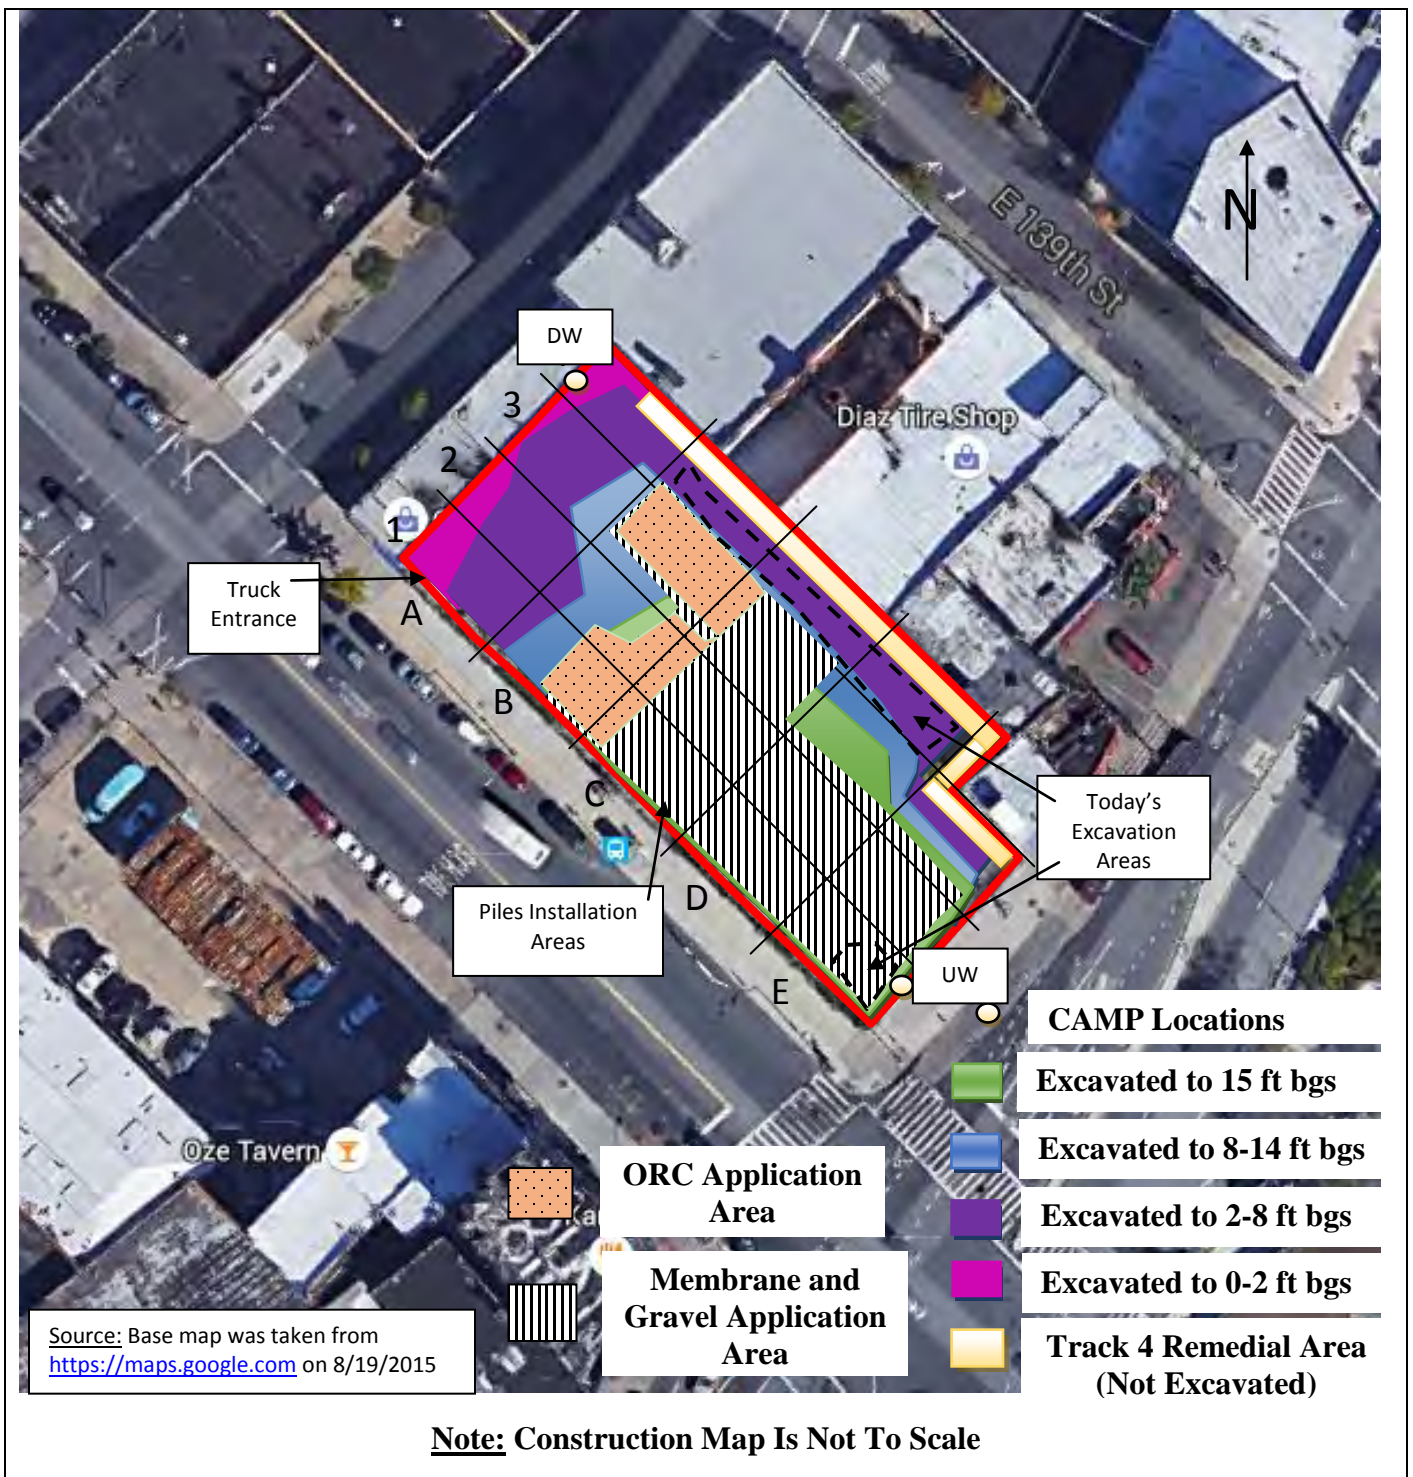 E 139th St
N
DW
3
Diaz Tire Shop
2
1
Truck
Entrance
A
B
C
Today's
Excavation
Areas
D
Piles Installation
Areas
E
UW
CAMP Locations
Excavated to 15 ft bgs
Excavated to 8-14 ft bgs
Oze Tavern
ORC Application
Area
Excavated to 2-8 ft bgs
Ka
Membrane and
Gravel Application
Area
Excavated to 0-2 ft bgs
Track 4 Remedial Area
(Not Excavated)
Source: Base map was taken from
https://maps.google.com on 8/19/2015
Note: Construction Map Is Not To Scale